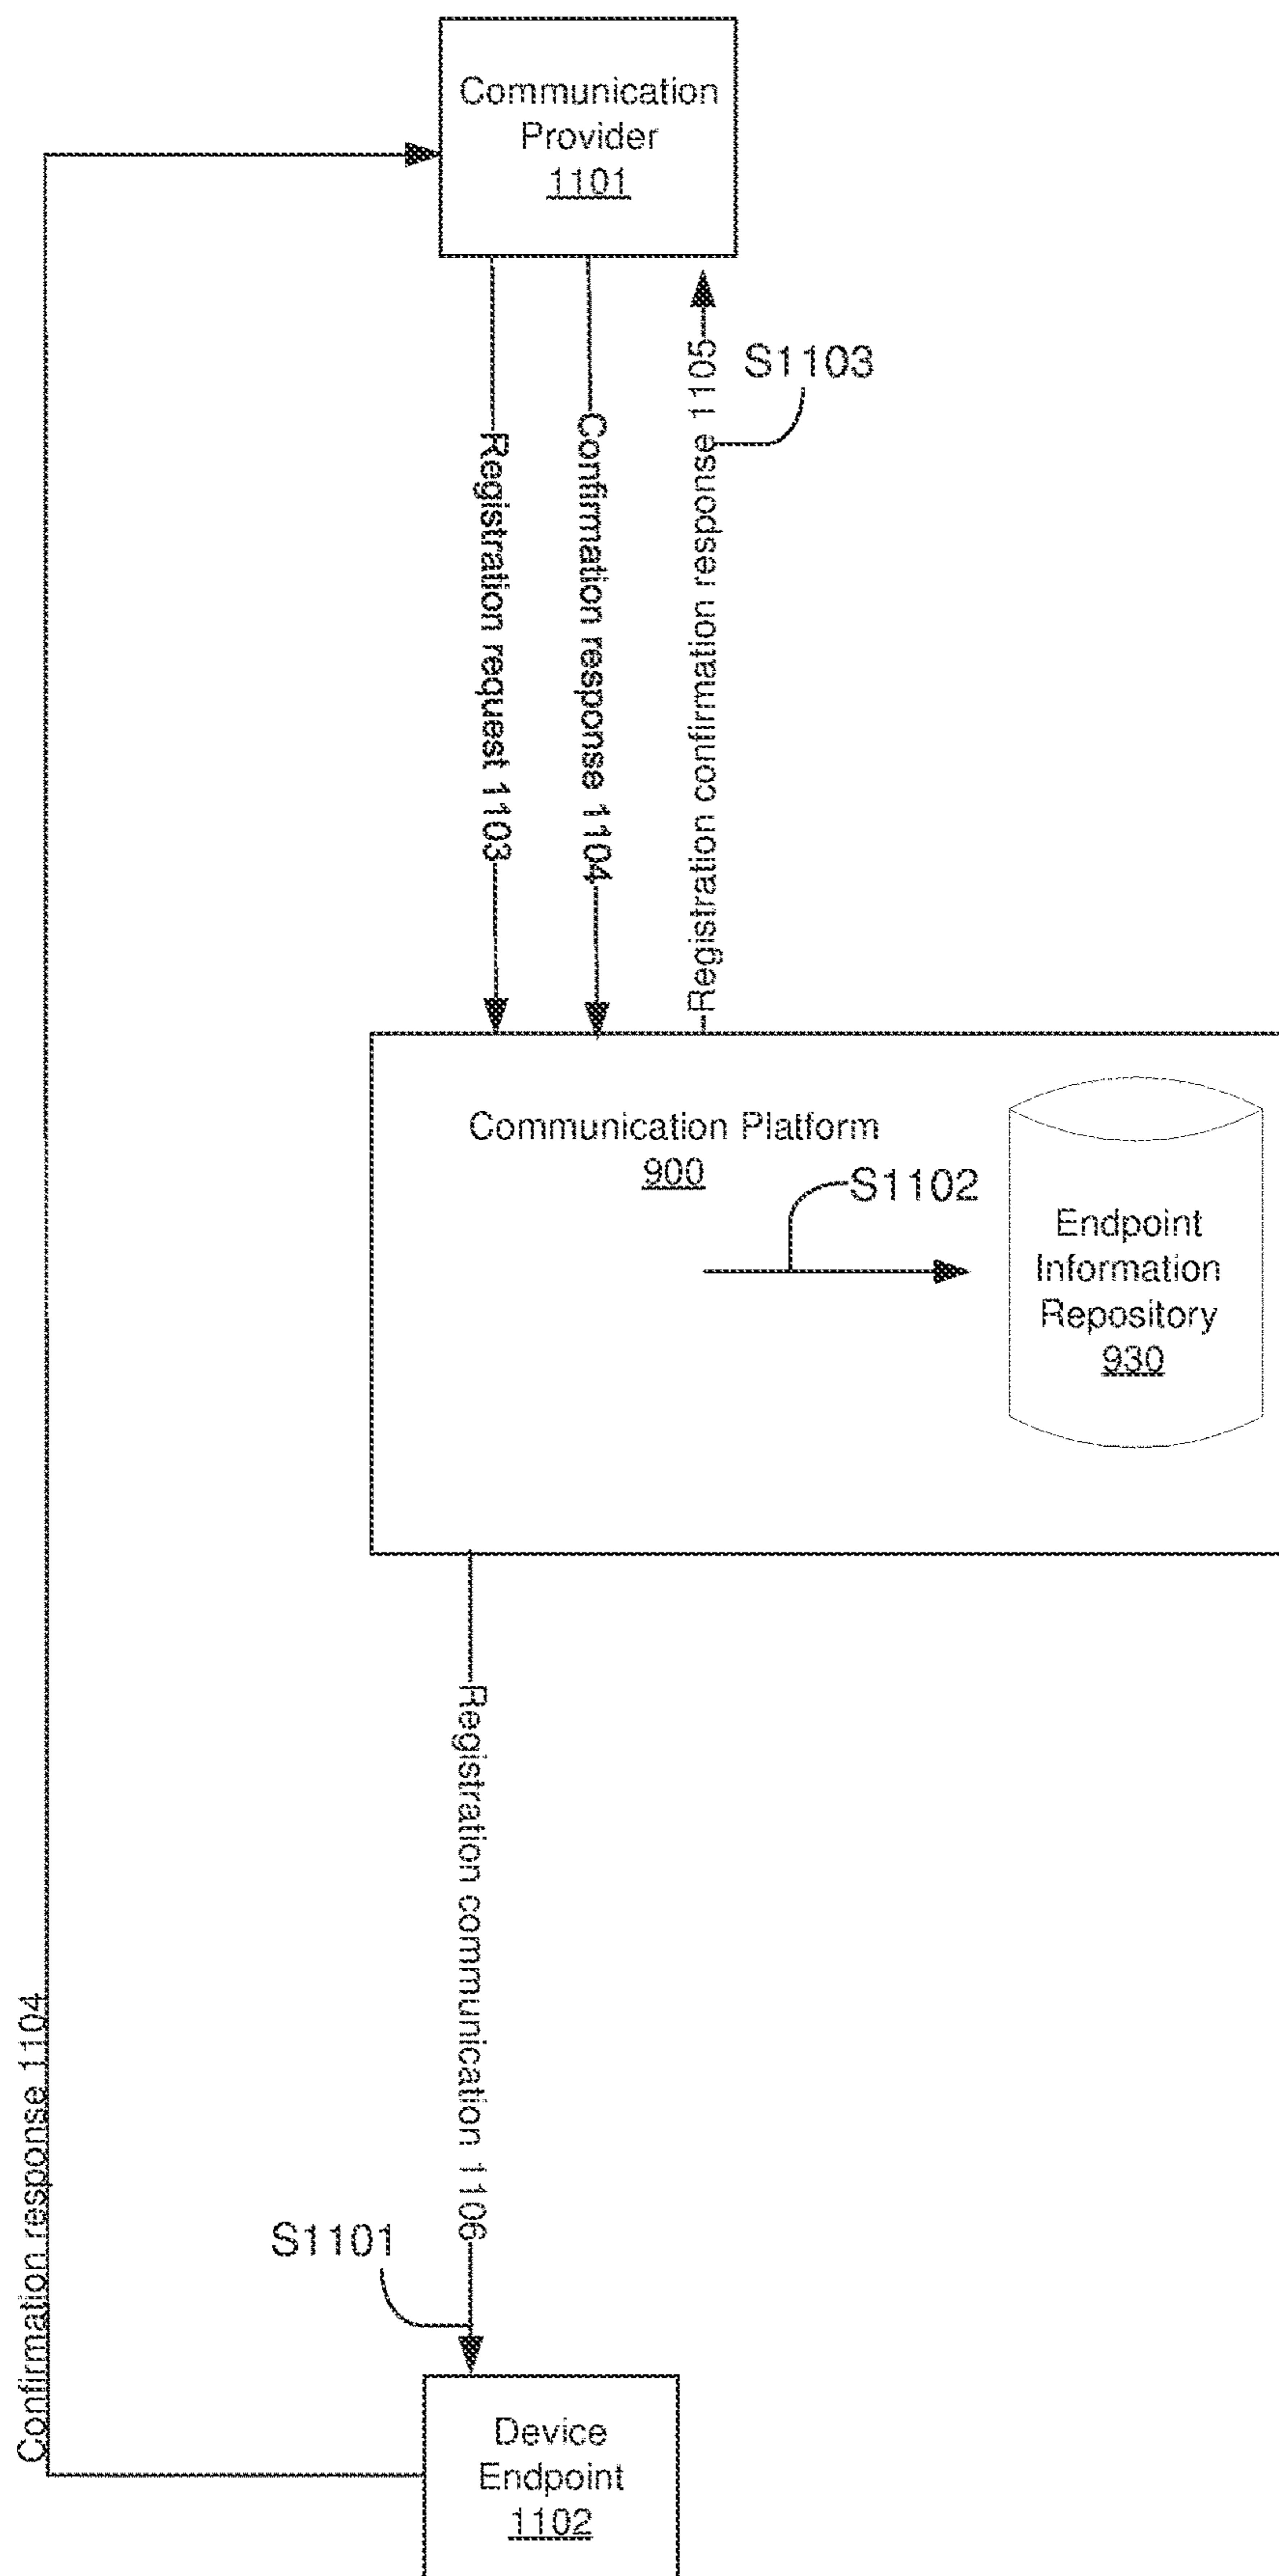 Communication
Provider
1101
S1103
Registration request 1103
Confirmation response 1104
Registration confirmation response 1105
Communication Platform
900
S1102
Endpoint
Information
Repository
930
Registration communication 1106
Confirmation response 1104
S1101
Device
Endpoint
1102